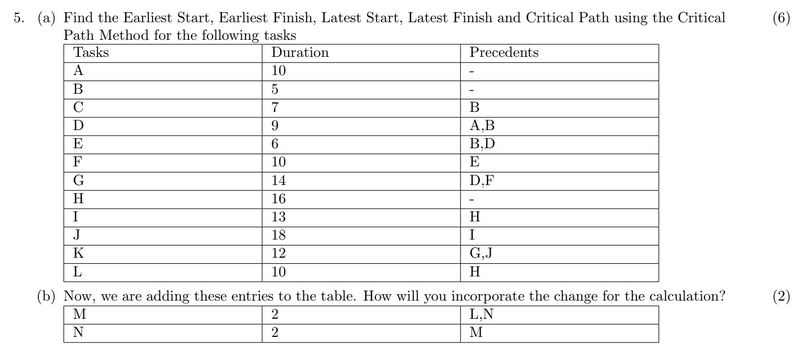 5. (a) Find the Earliest Start, Earliest Finish, Latest Start, Latest Finish and Critical Path using the Critical (6)
Path Method for the following tasks
Tasks Duration Precedents
A 10 -
B 5 -
C 7 B
D 9 A,B
E 6 B,D
F 10 E
G 14 D,F
H 16 -
I 13 H
J 18 I
K 12 G,J
L 10 H
(b) Now, we are adding these entries to the table. How will you incorporate the change for the calculation? (2)
M 2 L,N
N 2 M